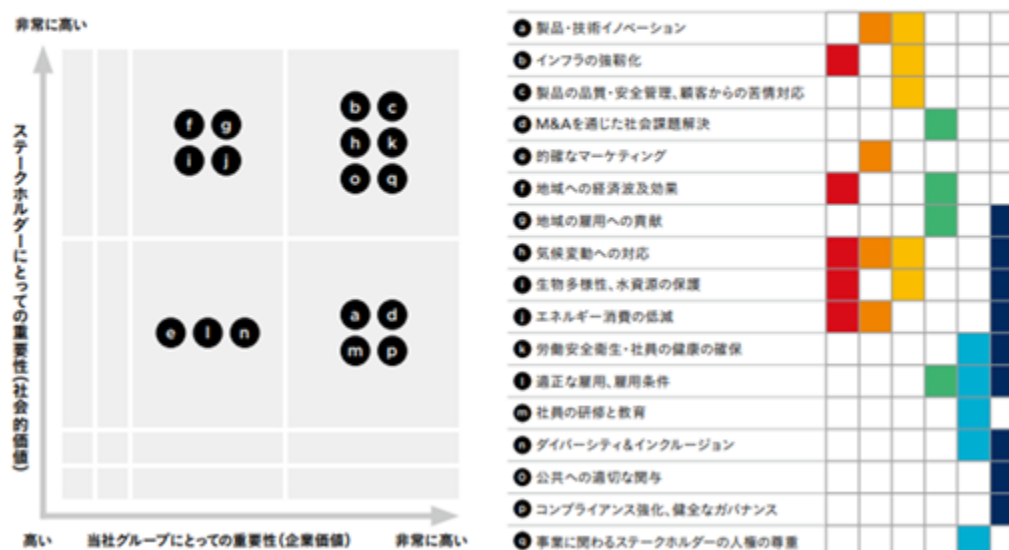 非常に高い
ステークホルダーにとっての重要性(社会的価値)
f g
i j
b c
h k
o q
e l n
a d
m p
高い
当社グループにとっての重要性(企業価値)
非常に高い
a 製品・技術イノベーション
b インフラの強靭化
c 製品の品質・安全管理、顧客からの苦情対応
d M&Aを通じた社会課題解決
e 的確なマーケティング
f 地域への経済波及効果
g 地域の雇用への貢献
h 気候変動への対応
i 生物多様性、水資源の保護
j エネルギー消費の低減
k 労働安全衛生・社員の健康の確保
l 適正な雇用、雇用条件
m 社員の研修と教育
n ダイバーシティ&インクルージョン
o 公共への適切な関与
p コンプライアンス強化、健全なガバナンス
q 事業に関わるステークホルダーの人権の尊重